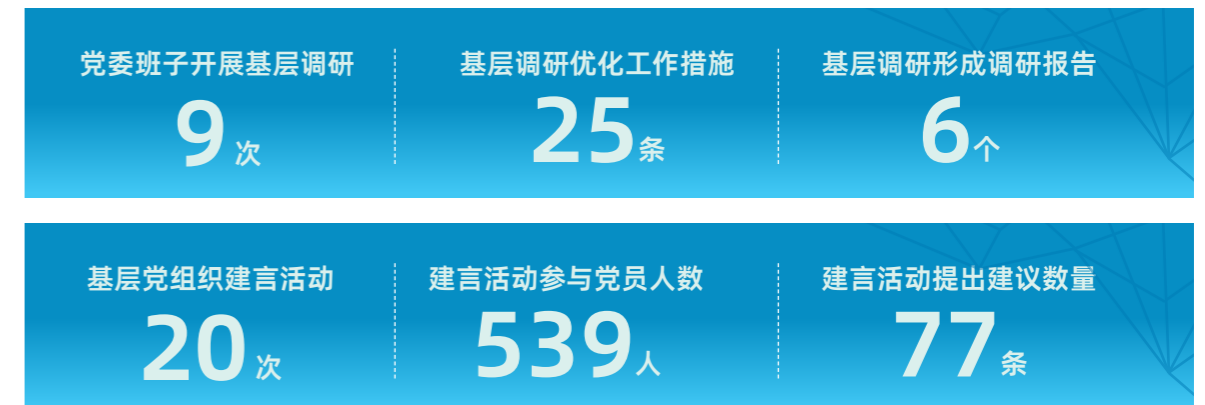 党委班子开展基层调研 基层调研优化工作措施 基层调研形成调研报告
9次 25条 6个
基层党组织建言活动 建言活动参与党员人数 建言活动提出建议数量
20次 539人 77条